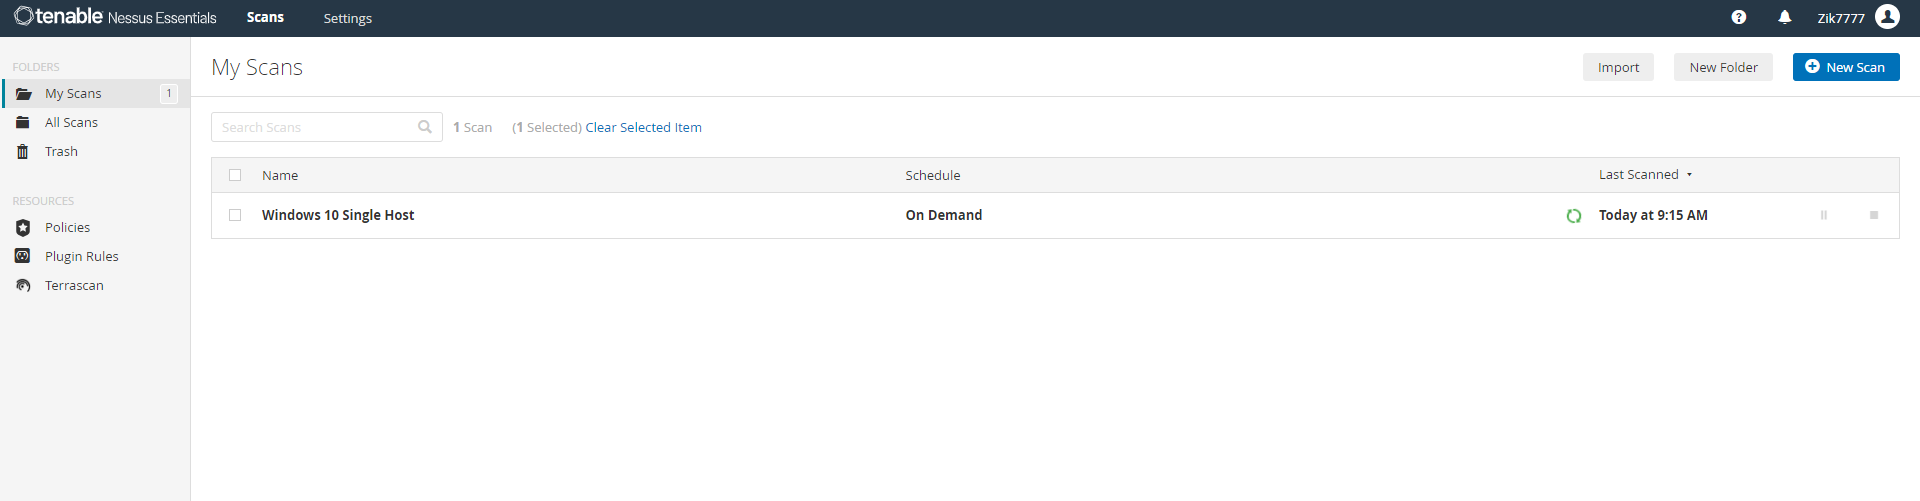 tenable Nessus Essentials Scans Settings Zik7777
FOLDERS
My Scans 1
All Scans
Trash
RESOURCES
Policies
Plugin Rules
Terrascan
My Scans
Import New Folder New Scan
Search Scans 1 Scan (1 Selected) Clear Selected Item
Name Schedule Last Scanned
Windows 10 Single Host On Demand Today at 9:15 AM